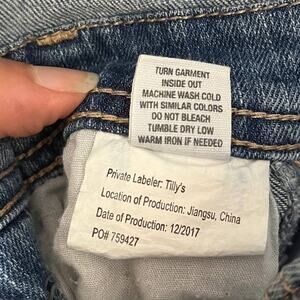 TURN GARMENT
INSIDE OUT
MACHINE WASH COLD
WITH SIMILAR COLORS
DO NOT BLEACH
TUMBLE DRY LOW
WARM IRON IF NEEDED
Private Labeler: Tilly's
Location of Production: Jiangsu, China
Date of Production: 12/2017
PO# 759427